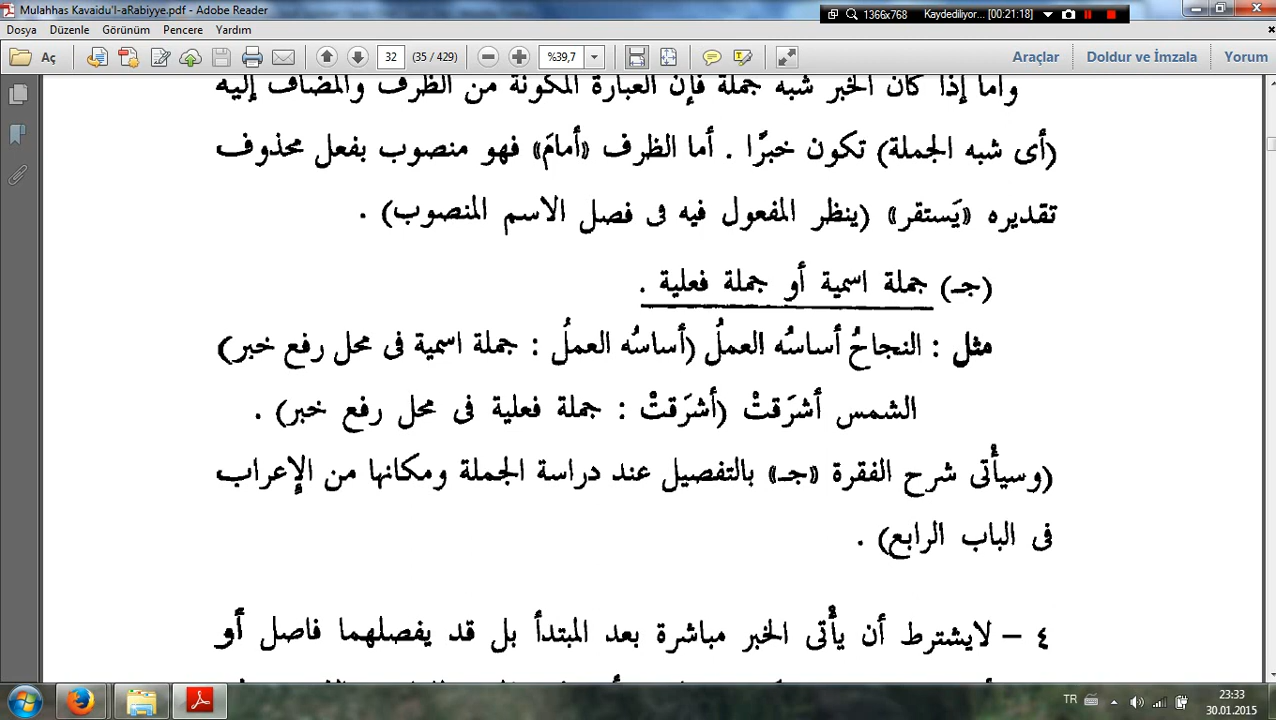 Mulahhas Kavaidu'l-aRabiyye.pdf - Adobe Reader
1366x768 Kaydediliyor... [00:21:18]
Dosya Düzenle Görünüm Pencere Yardım
Aç 32 (35 / 429) %39,7 Araçlar Doldur ve İmzala Yorum
وأما إذا كان الخبر شبه جملة فإن العبارة المكونة من الظرف والمضاف إليه
(أى شبه الجملة) تكون خبرًا . أما الظرف «أمامَ» فهو منصوب بفعل محذوف
تقديره «يَستقر» (ينظر المفعول فيه فى فصل الاسم المنصوب) .
(جـ) جملة اسمية أو جملة فعلية .
مثل : النجاحُ أساسُه العملُ (أساسُه العملُ : جملة اسمية فى محل رفع خبر)
الشمس أشرَقتْ (أشرَقتْ : جملة فعلية فى محل رفع خبر) .
(وسيأتى شرح الفقرة «جـ» بالتفصيل عند دراسة الجملة ومكانها من الإعراب
فى الباب الرابع) .
٤ – لايشترط أن يأتى الخبر مباشرة بعد المبتدأ بل قد يفصلهما فاصل أو
TR 23:33
30.01.2015